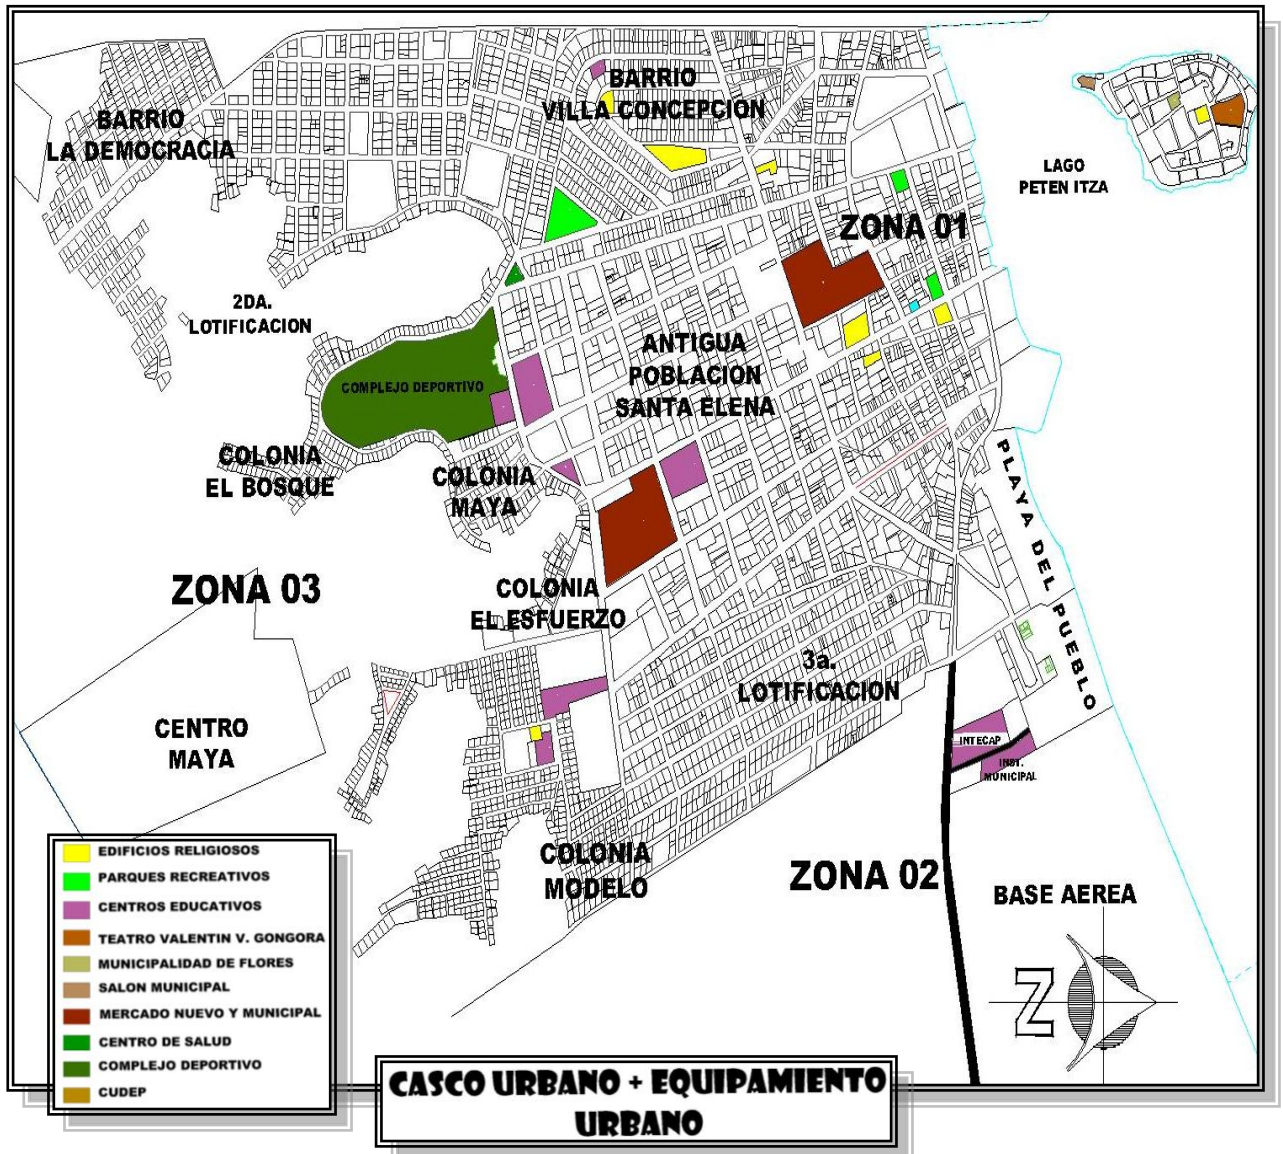 BARRIO
LA DEMOCRACIA
BARRIO
VILLA CONCEPCION
LAGO
PETEN ITZA
ZONA 01
2DA.
LOTIFICACION
ANTIGUA
POBLACION
SANTA ELENA
COMPLEJO DEPORTIVO
COLONIA
EL BOSQUE
COLONIA
MAYA
PLAYA DEL PUEBLO
ZONA 03
COLONIA
EL ESFUERZO
3a.
LOTIFICACION
CENTRO
MAYA
INTECAP
INST.
MUNICIPAL
COLONIA
MODELO
ZONA 02
BASE AEREA
N
EDIFICIOS RELIGIOSOS
PARQUES RECREATIVOS
CENTROS EDUCATIVOS
TEATRO VALENTIN V. GONGORA
MUNICIPALIDAD DE FLORES
SALON MUNICIPAL
MERCADO NUEVO Y MUNICIPAL
CENTRO DE SALUD
COMPLEJO DEPORTIVO
CUDEP
CASCO URBANO + EQUIPAMIENTO
URBANO